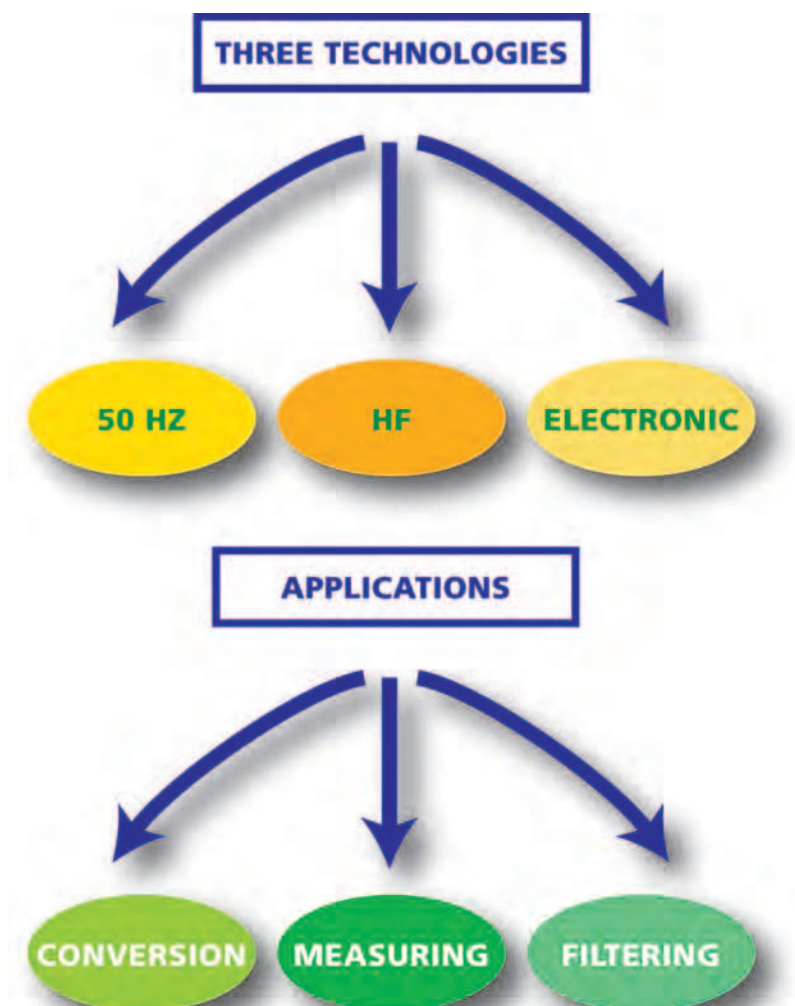 THREE TECHNOLOGIES
50 HZ
HF
ELECTRONIC
APPLICATIONS
CONVERSION
MEASURING
FILTERING